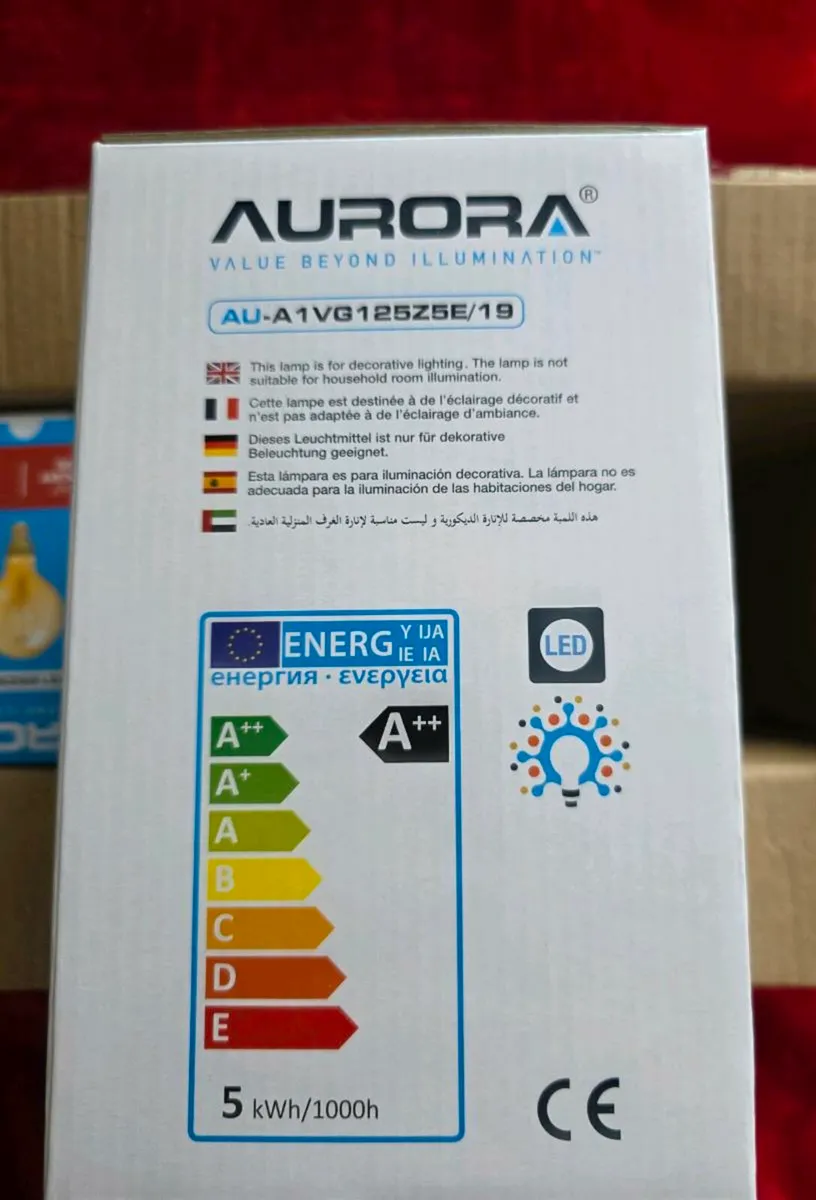 AURORA®
VALUE BEYOND ILLUMINATION™
AU-A1VG125Z5E/19
This lamp is for decorative lighting. The lamp is not
suitable for household room illumination.
Cette lampe est destinée à de l'éclairage décoratif et
n'est pas adaptée à de l'éclairage d'ambiance.
Dieses Leuchtmittel ist nur für dekorative
Beleuchtung geeignet.
Esta lámpara es para iluminación decorativa. La lámpara no es
adecuada para la iluminación de las habitaciones del hogar.
هذه اللمبة مخصصة للإنارة الديكورية و ليست مناسبة لإنارة الغرف المنزلية العادية.
ENERG Y IJA
IE IA
енергия · ενεργεια
A++
A++
A+
A
B
C
D
E
5 kWh/1000h
LED
CE